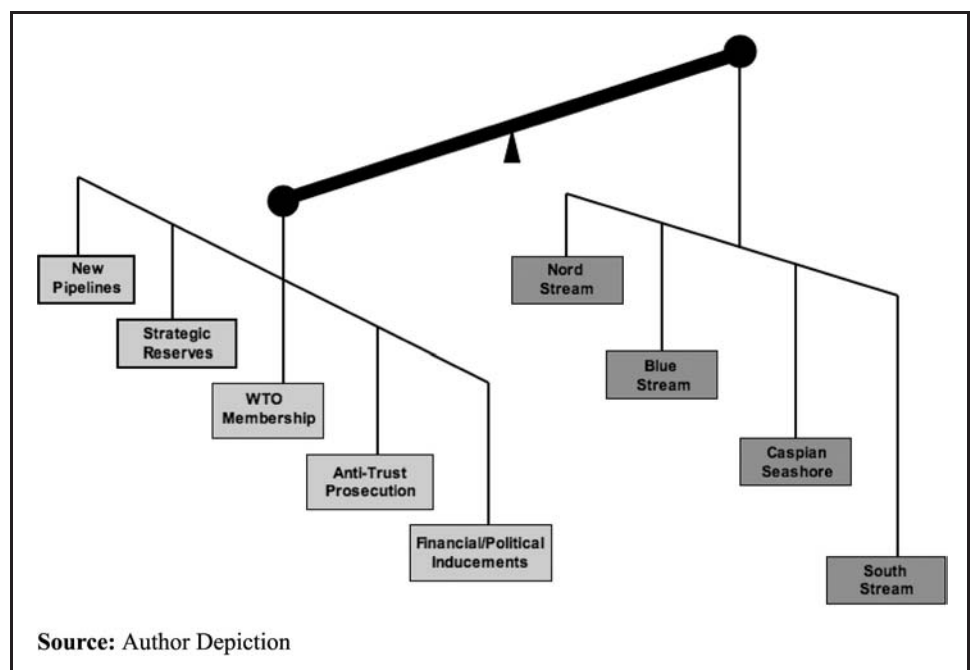 New
Pipelines
Strategic
Reserves
WTO
Membership
Anti-Trust
Prosecution
Financial/Political
Inducements
Nord
Stream
Blue
Stream
Caspian
Seashore
South
Stream
Source: Author Depiction